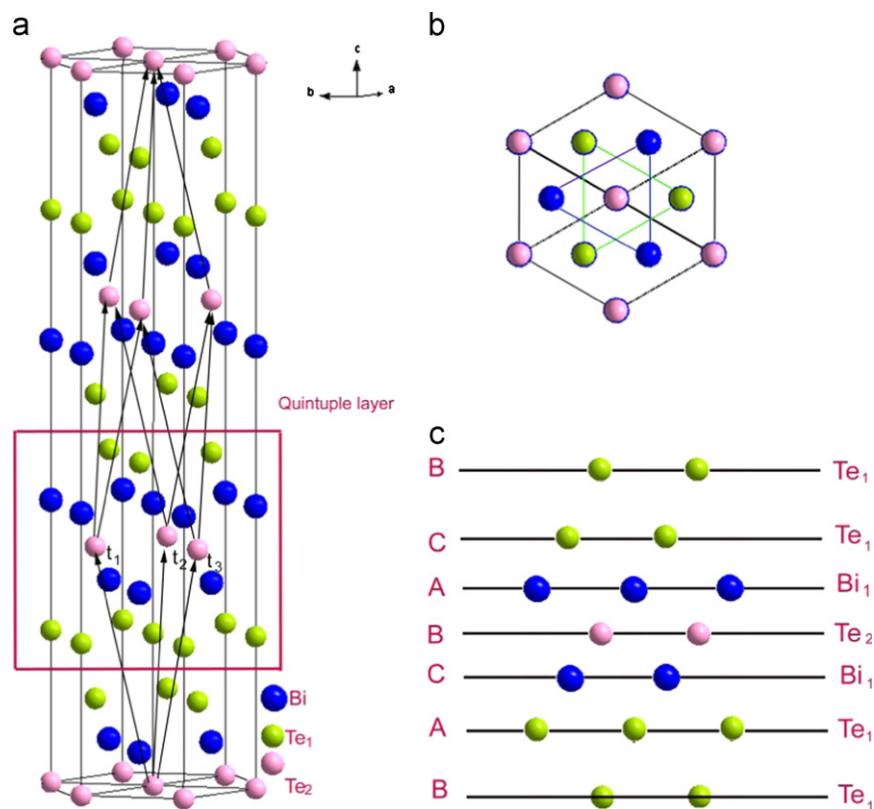 a
c
b
a
Quintuple layer
t₁
t₂
t₃
Bi
Te₁
Te₂
b
c
B Te₁
C Te₁
A Bi₁
B Te₂
C Bi₁
A Te₁
B Te₁